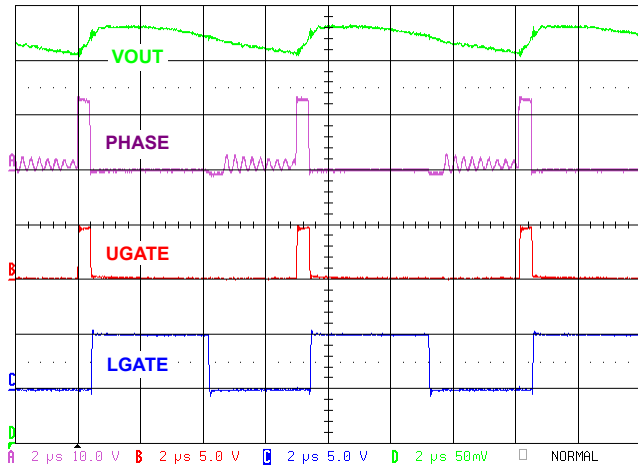 VOUT
PHASE
A
UGATE
B
LGATE
C
D
A 2 µs 10.0 V B 2 µs 5.0 V C 2 µs 5.0 V D 2 µs 50mV NORMAL